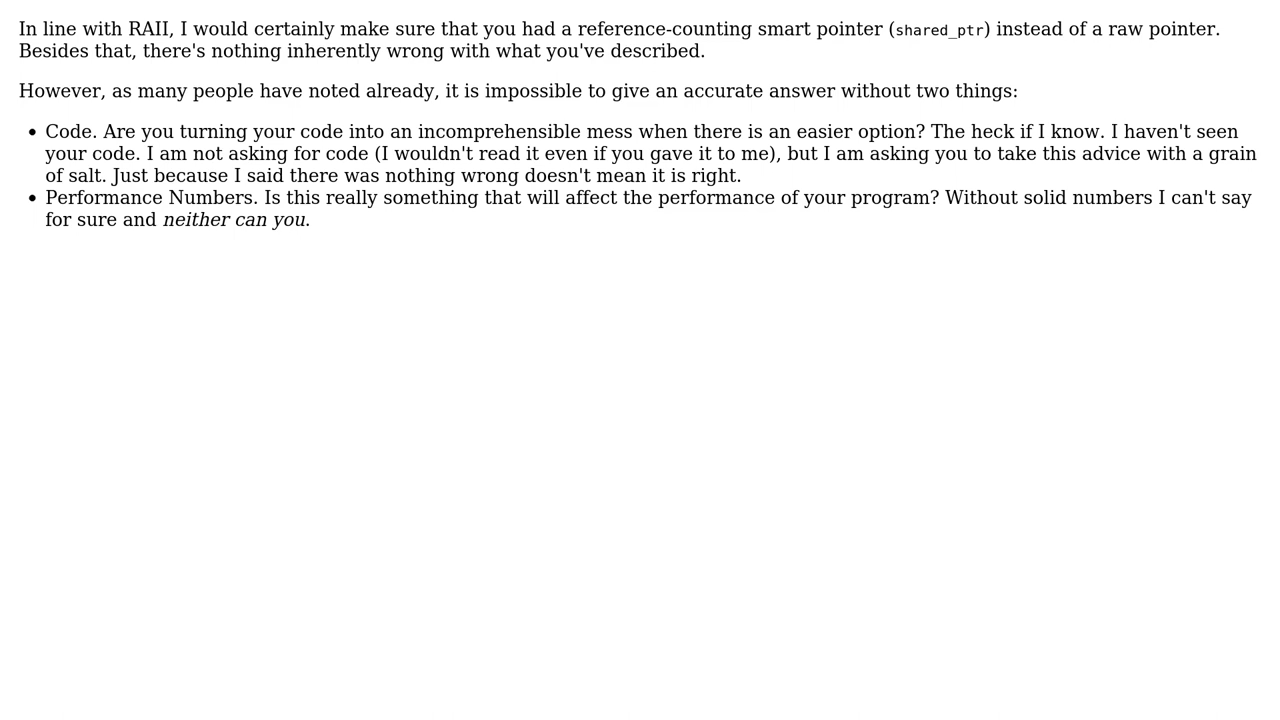 In line with RAII, I would certainly make sure that you had a reference-counting smart pointer (shared_ptr) instead of a raw pointer.
Besides that, there's nothing inherently wrong with what you've described.
However, as many people have noted already, it is impossible to give an accurate answer without two things:
• Code. Are you turning your code into an incomprehensible mess when there is an easier option? The heck if I know. I haven't seen
your code. I am not asking for code (I wouldn't read it even if you gave it to me), but I am asking you to take this advice with a grain
of salt. Just because I said there was nothing wrong doesn't mean it is right.
• Performance Numbers. Is this really something that will affect the performance of your program? Without solid numbers I can't say
for sure and neither can you.